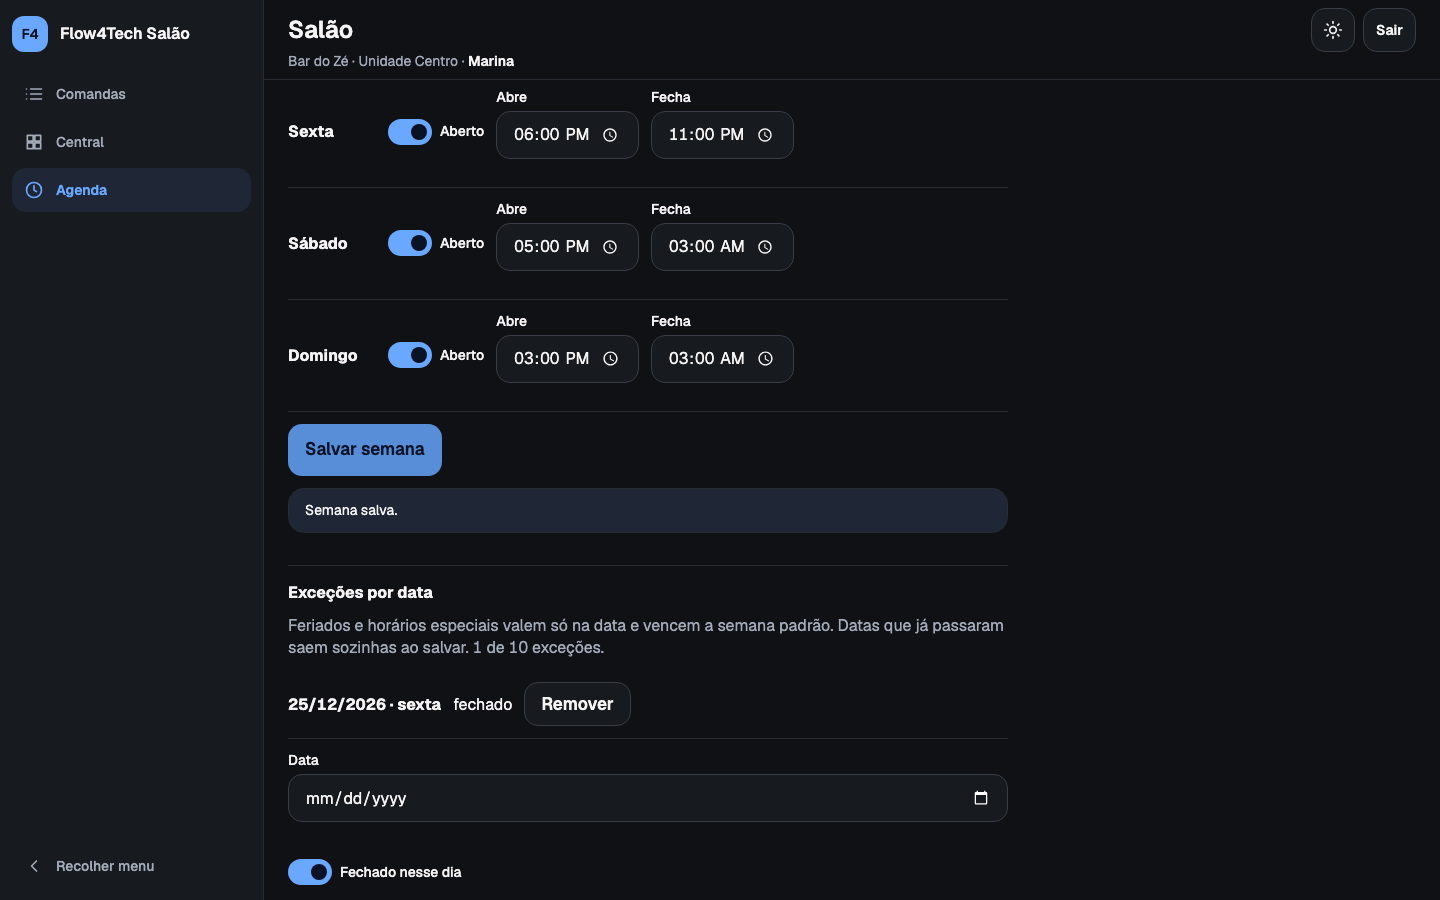 F4 Flow4Tech Salão
Comandas
Central
Agenda
Recolher menu
Salão
Bar do Zé · Unidade Centro · Marina
Sair
Abre Fecha
Sexta Aberto 06:00 PM 11:00 PM
Abre Fecha
Sábado Aberto 05:00 PM 03:00 AM
Abre Fecha
Domingo Aberto 03:00 PM 03:00 AM
Salvar semana
Semana salva.
Exceções por data
Feriados e horários especiais valem só na data e vencem a semana padrão. Datas que já passaram
saem sozinhas ao salvar. 1 de 10 exceções.
25/12/2026 · sexta fechado Remover
Data
mm/dd/yyyy
Fechado nesse dia